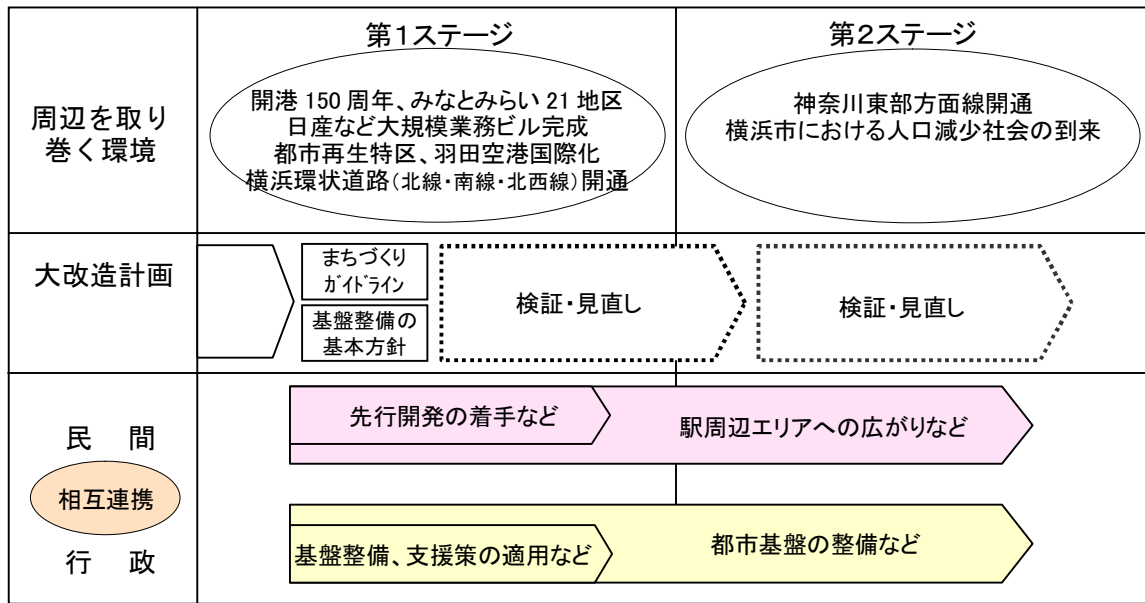 第1ステージ
第2ステージ
周辺を取り
巻く環境
開港 150 周年、みなとみらい 21 地区
日産など大規模業務ビル完成
都市再生特区、羽田空港国際化
横浜環状道路（北線・南線・北西線）開通
神奈川東部方面線開通
横浜市における人口減少社会の到来
大改造計画
まちづくり
ガイドライン
基盤整備の
基本方針
検証・見直し
検証・見直し
民　間
相互連携
行　政
先行開発の着手など
駅周辺エリアへの広がりなど
基盤整備、支援策の適用など
都市基盤の整備など